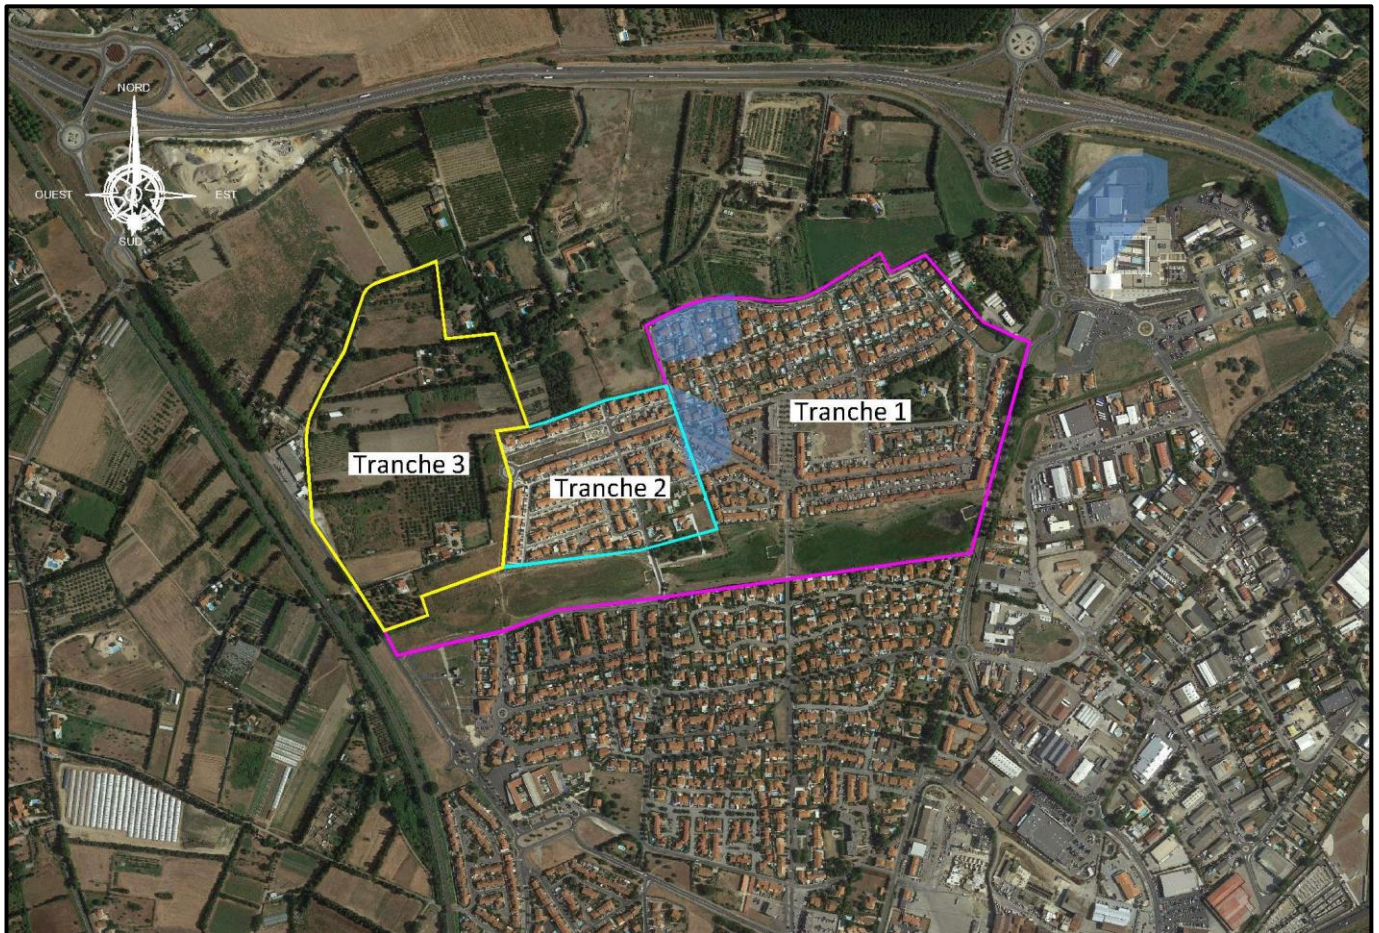 NORD
OUEST
EST
SUD
Tranche 1
Tranche 3
Tranche 2